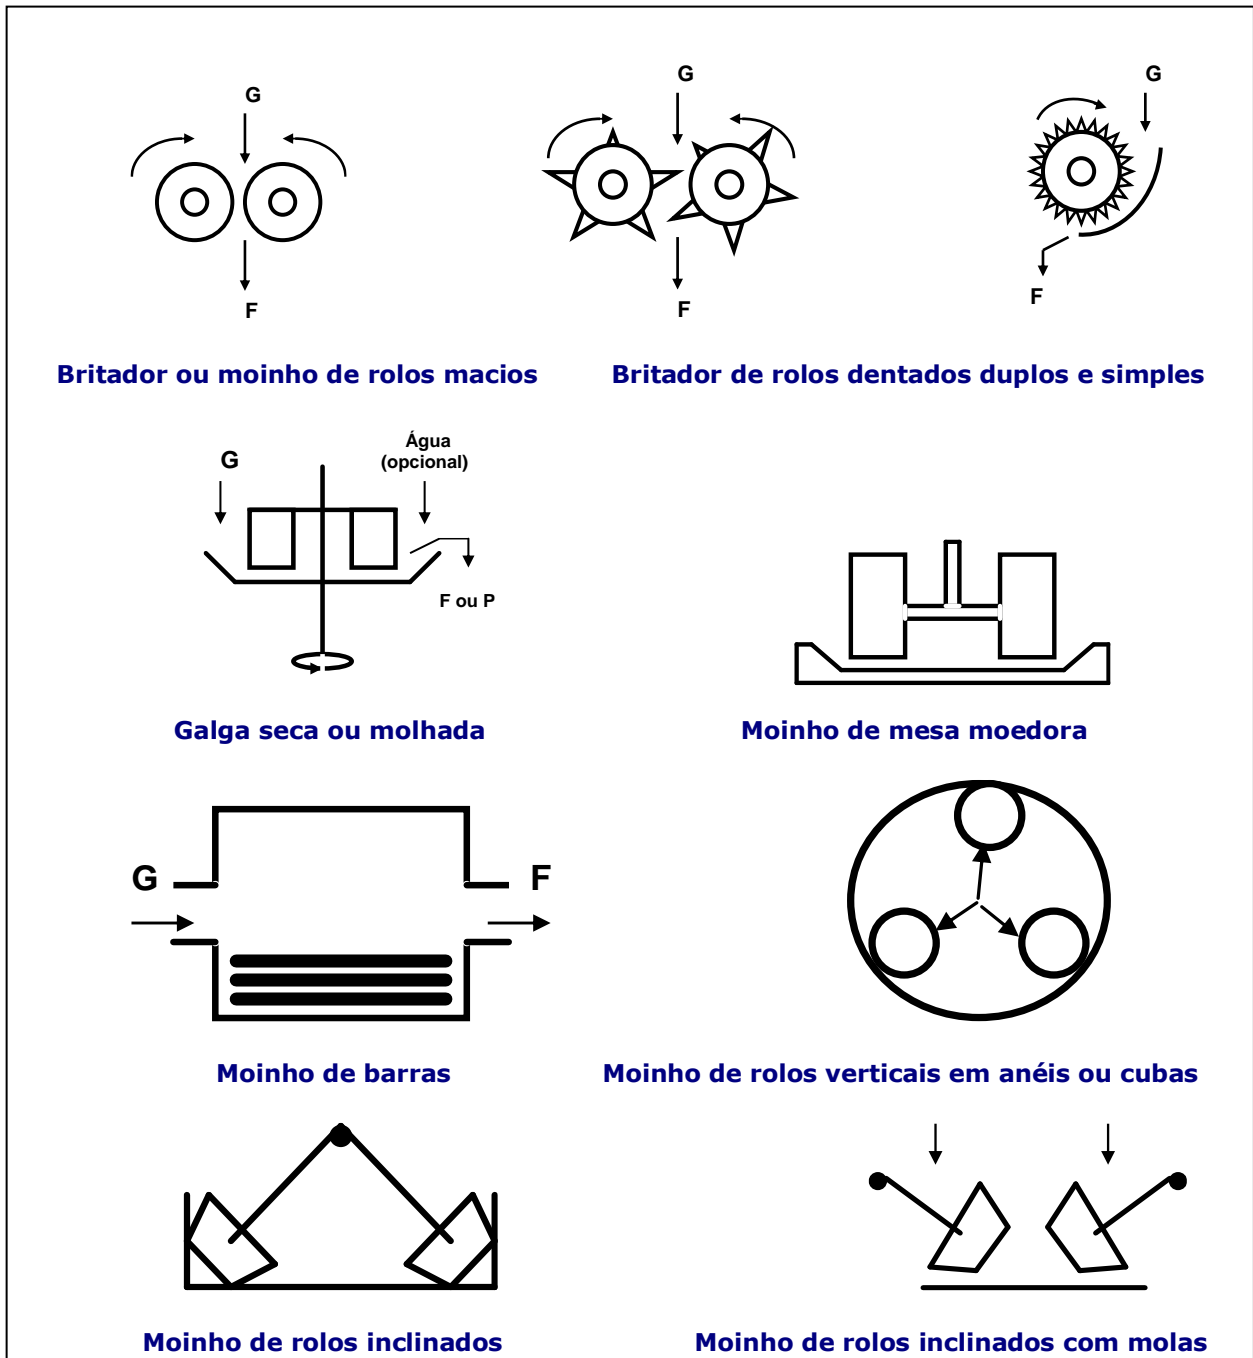 G
F
Britador ou moinho de rolos macios
G
F
G
F
Britador de rolos dentados duplos e simples
G
Água
(opcional)
F ou P
Galga seca ou molhada
Moinho de mesa moedora
G
F
Moinho de barras
Moinho de rolos verticais em anéis ou cubas
Moinho de rolos inclinados
Moinho de rolos inclinados com molas